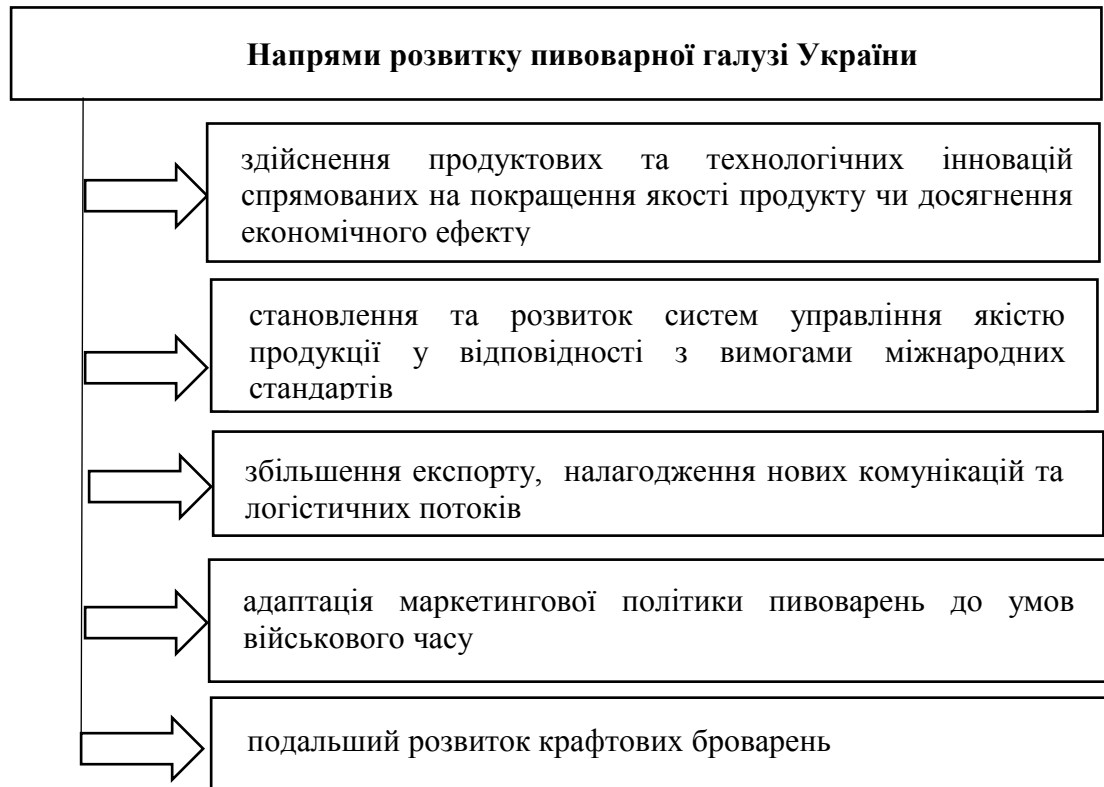 Напрями розвитку пивоварної галузі України
здійснення продуктових та технологічних інновацій
спрямованих на покращення якості продукту чи досягнення
економічного ефекту
становлення та розвиток систем управління якістю
продукції у відповідності з вимогами міжнародних
стандартів
збільшення експорту, налагодження нових комунікацій та
логістичних потоків
адаптація маркетингової політики пивоварень до умов
військового часу
подальший розвиток крафтових броварень